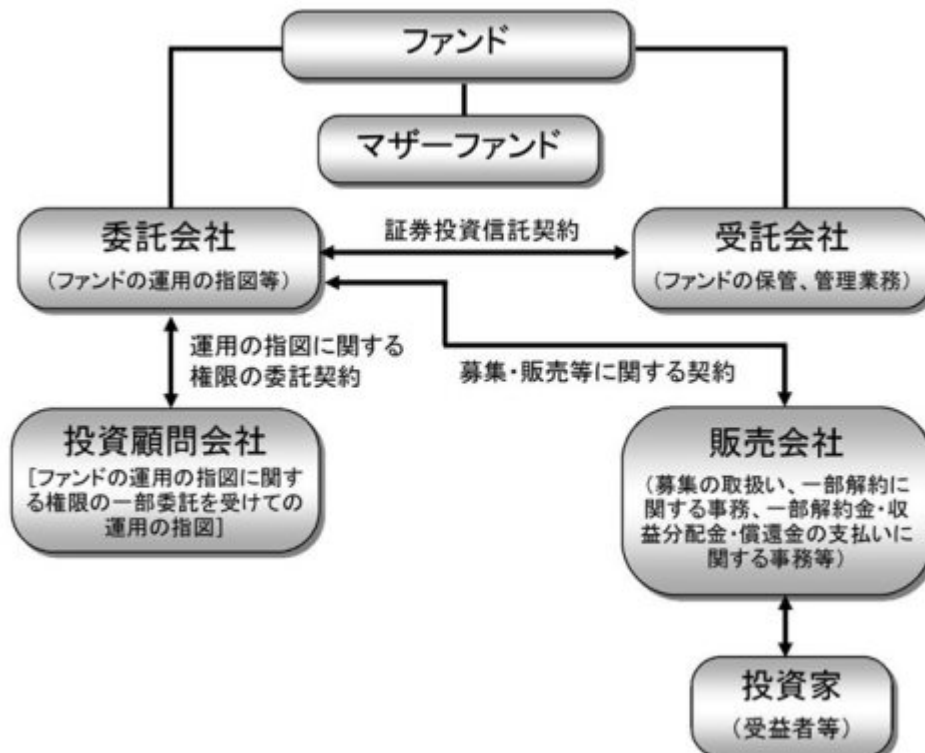 ファンド
マザーファンド
委託会社
(ファンドの運用の指図等)
証券投資信託契約
受託会社
(ファンドの保管、管理業務)
運用の指図に関する
権限の委託契約
募集・販売等に関する契約
投資顧問会社
[ファンドの運用の指図に関す
る権限の一部委託を受けての
運用の指図]
販売会社
(募集の取扱い、一部解約に
関する事務、一部解約金・収
益分配金・償還金の支払いに
関する事務等)
投資家
(受益者等)